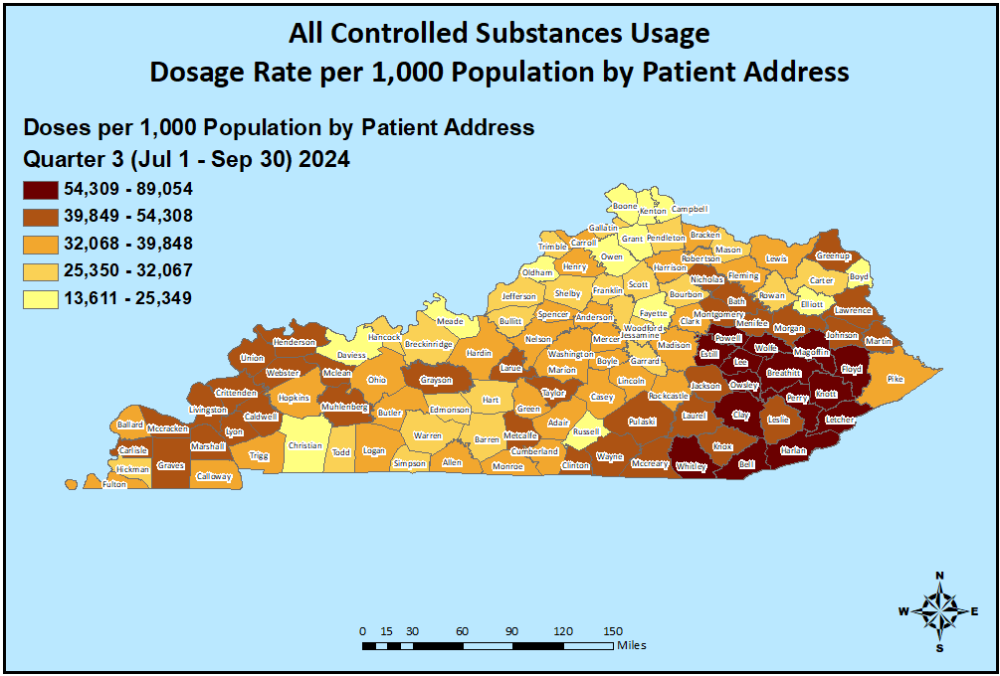 All Controlled Substances Usage
Dosage Rate per 1,000 Population by Patient Address
Doses per 1,000 Population by Patient Address
Quarter 3 (Jul 1 - Sep 30) 2024
54,309 - 89,054
39,849 - 54,308
32,068 - 39,848
25,350 - 32,067
13,611 - 25,349
Boone
Kenton
Campbell
Gallatin
Trimble
Carroll
Grant
Pendleton
Bracken
Mason
Owen
Robertson
Lewis
Greenup
Oldham
Henry
Harrison
Nicholas
Fleming
Carter
Boyd
Jefferson
Shelby
Franklin
Scott
Bourbon
Bath
Rowan
Elliott
Lawrence
Meade
Bullitt
Spencer
Anderson
Woodford
Fayette
Clark
Montgomery
Menifee
Morgan
Johnson
Martin
Henderson
Hancock
Breckinridge
Nelson
Mercer
Jessamine
Madison
Powell
Wolfe
Magoffin
Union
Daviess
Hardin
Washington
Boyle
Garrard
Estill
Lee
Breathitt
Floyd
Webster
Mclean
Ohio
Grayson
Larue
Marion
Lincoln
Jackson
Owsley
Knott
Pike
Crittenden
Hopkins
Muhlenberg
Butler
Edmonson
Hart
Green
Taylor
Casey
Rockcastle
Perry
Livingston
Caldwell
Adair
Russell
Pulaski
Laurel
Clay
Leslie
Letcher
Ballard
Mccracken
Lyon
Christian
Warren
Barren
Metcalfe
Carlisle
Marshall
Trigg
Todd
Logan
Simpson
Allen
Monroe
Cumberland
Clinton
Wayne
Mccreary
Knox
Harlan
Hickman
Graves
Calloway
Whitley
Bell
Fulton
N
W
E
S
0 15 30 60 90 120 150
Miles